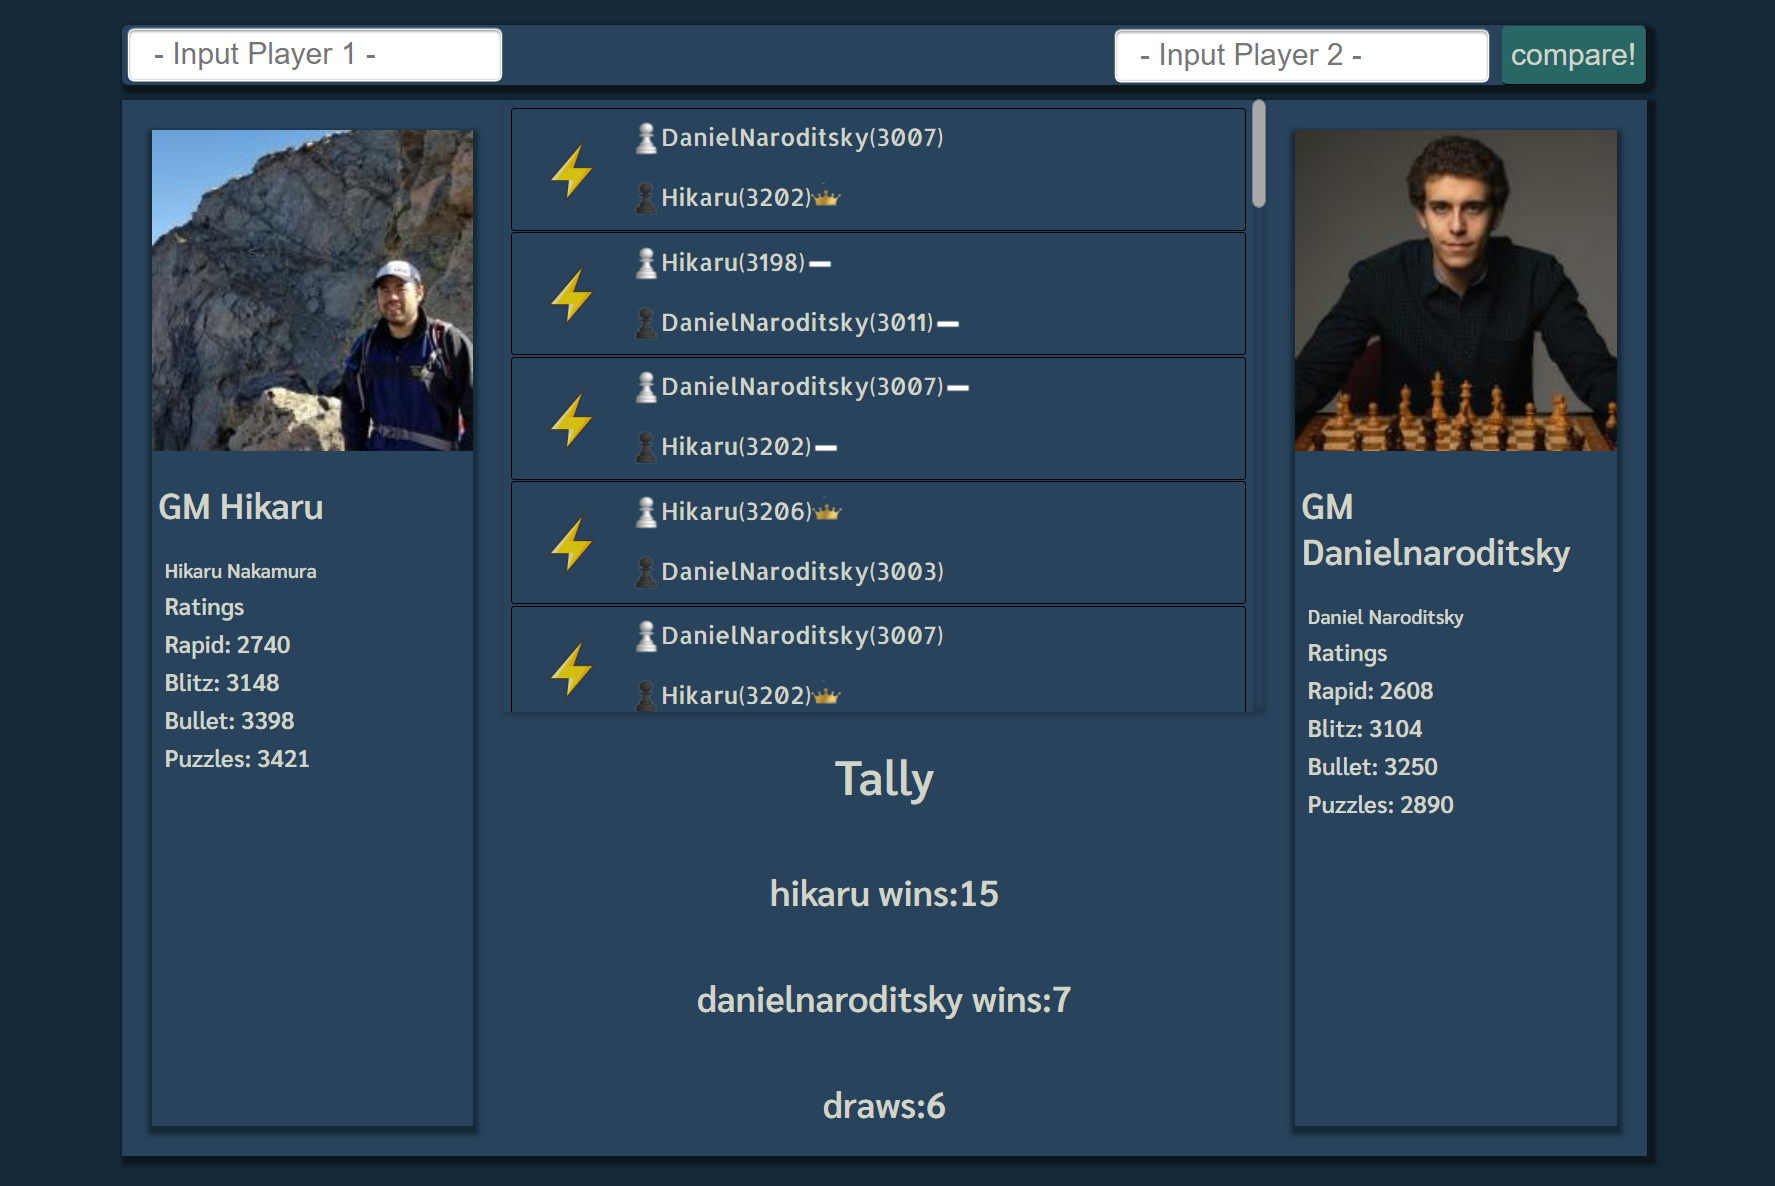 - Input Player 1 -
- Input Player 2 -
compare!
GM Hikaru
Hikaru Nakamura
Ratings
Rapid: 2740
Blitz: 3148
Bullet: 3398
Puzzles: 3421
DanielNaroditsky(3007)
Hikaru(3202)
Hikaru(3198)
DanielNaroditsky(3011)
DanielNaroditsky(3007)
Hikaru(3202)
Hikaru(3206)
DanielNaroditsky(3003)
DanielNaroditsky(3007)
Hikaru(3202)
Tally
hikaru wins:15
danielnaroditsky wins:7
draws:6
GM
Danielnaroditsky
Daniel Naroditsky
Ratings
Rapid: 2608
Blitz: 3104
Bullet: 3250
Puzzles: 2890